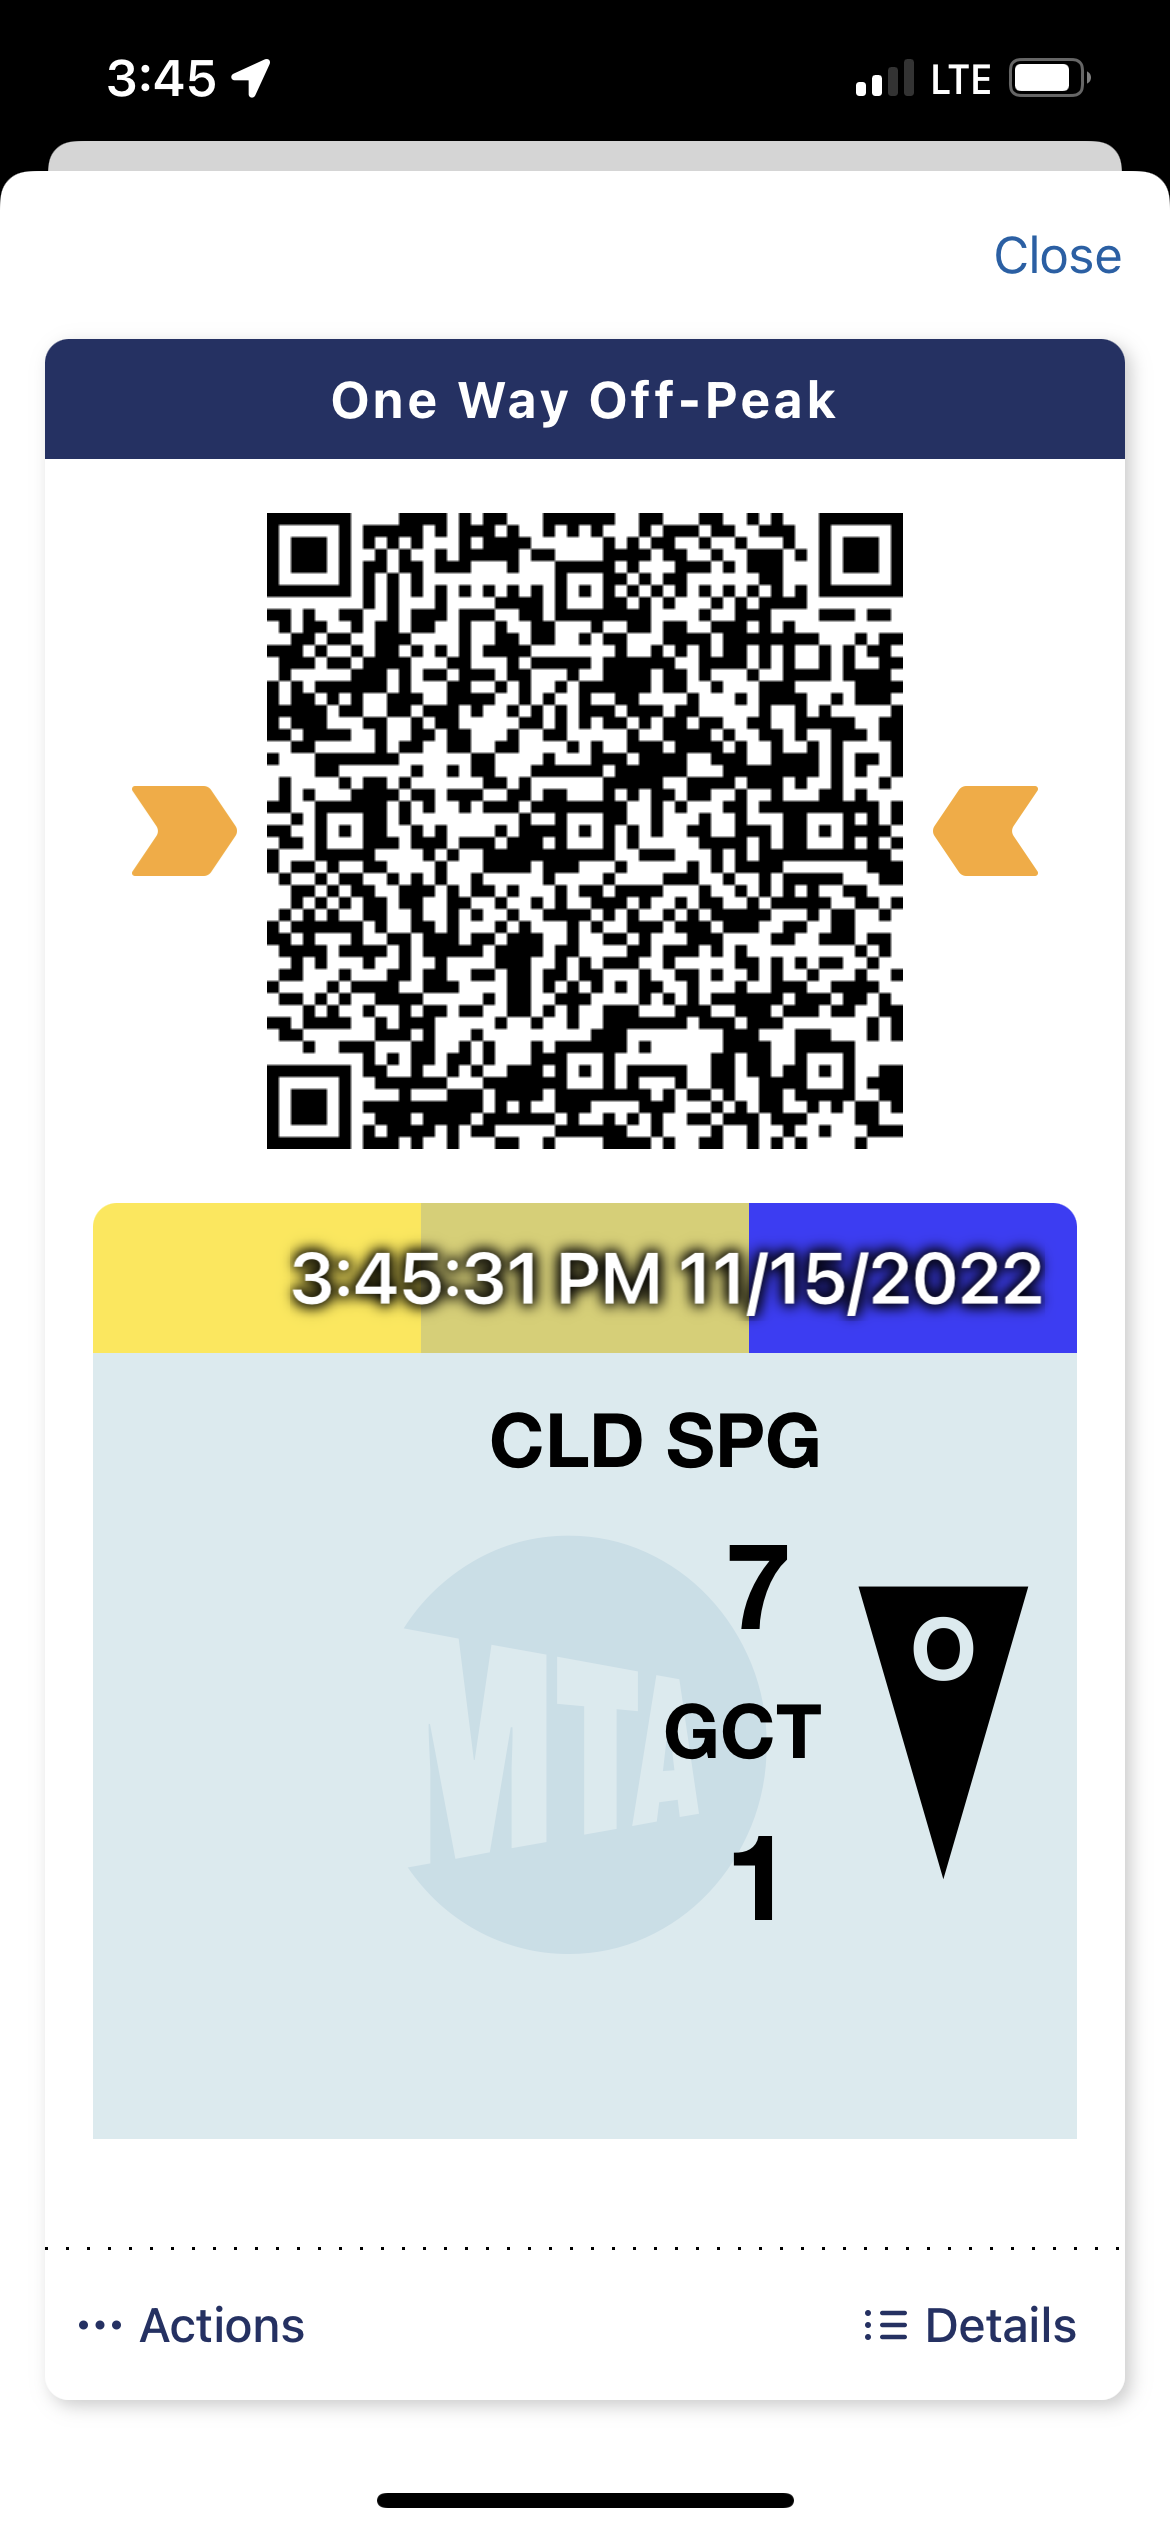 3:45 LTE
Close
One Way Off-Peak
3:45:31 PM 11/15/2022
CLD SPG
7
O
MTA
GCT
1
Actions
Details